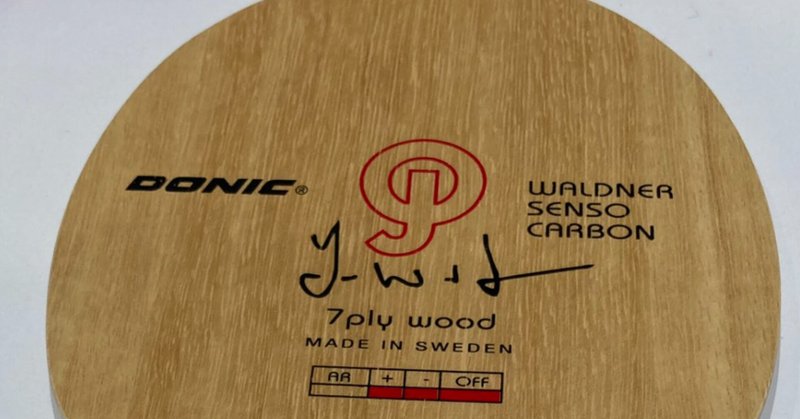 DONIC®
WALDNER
SENSO
CARBON
J-W
7ply wood
MADE IN SWEDEN
AR + - OFF